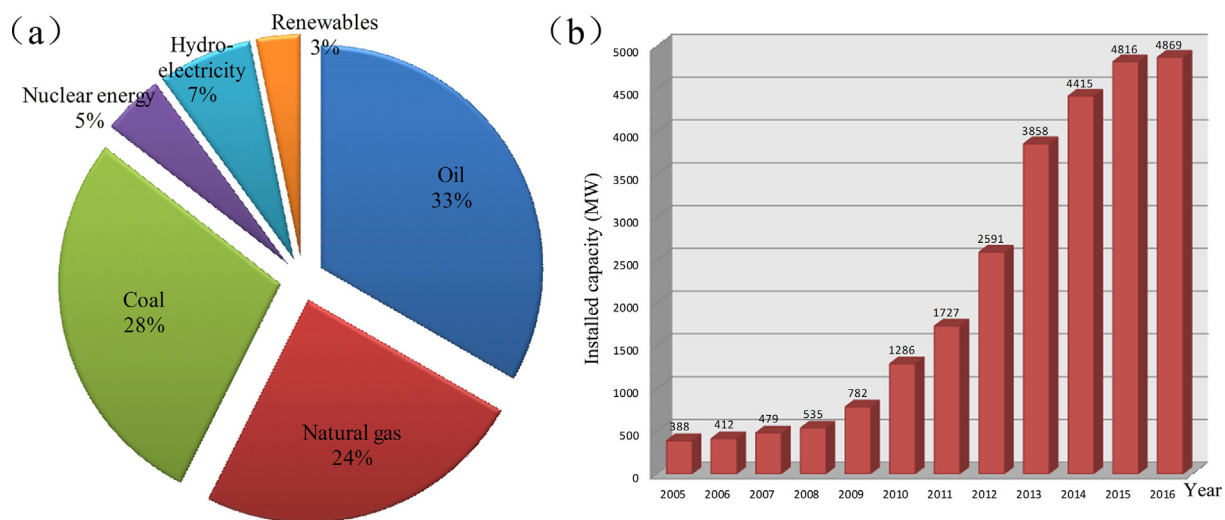 (a)
Renewables
3%
Hydro-
electricity
7%
Nuclear energy
5%
Oil
33%
Coal
28%
Natural gas
24%
(b)
Installed capacity (MW)
5000
4500
4000
3500
3000
2500
2000
1500
1000
500
0
388
412
479
535
782
1286
1727
2591
3858
4415
4816
4869
2005 2006 2007 2008 2009 2010 2011 2012 2013 2014 2015 2016 Year